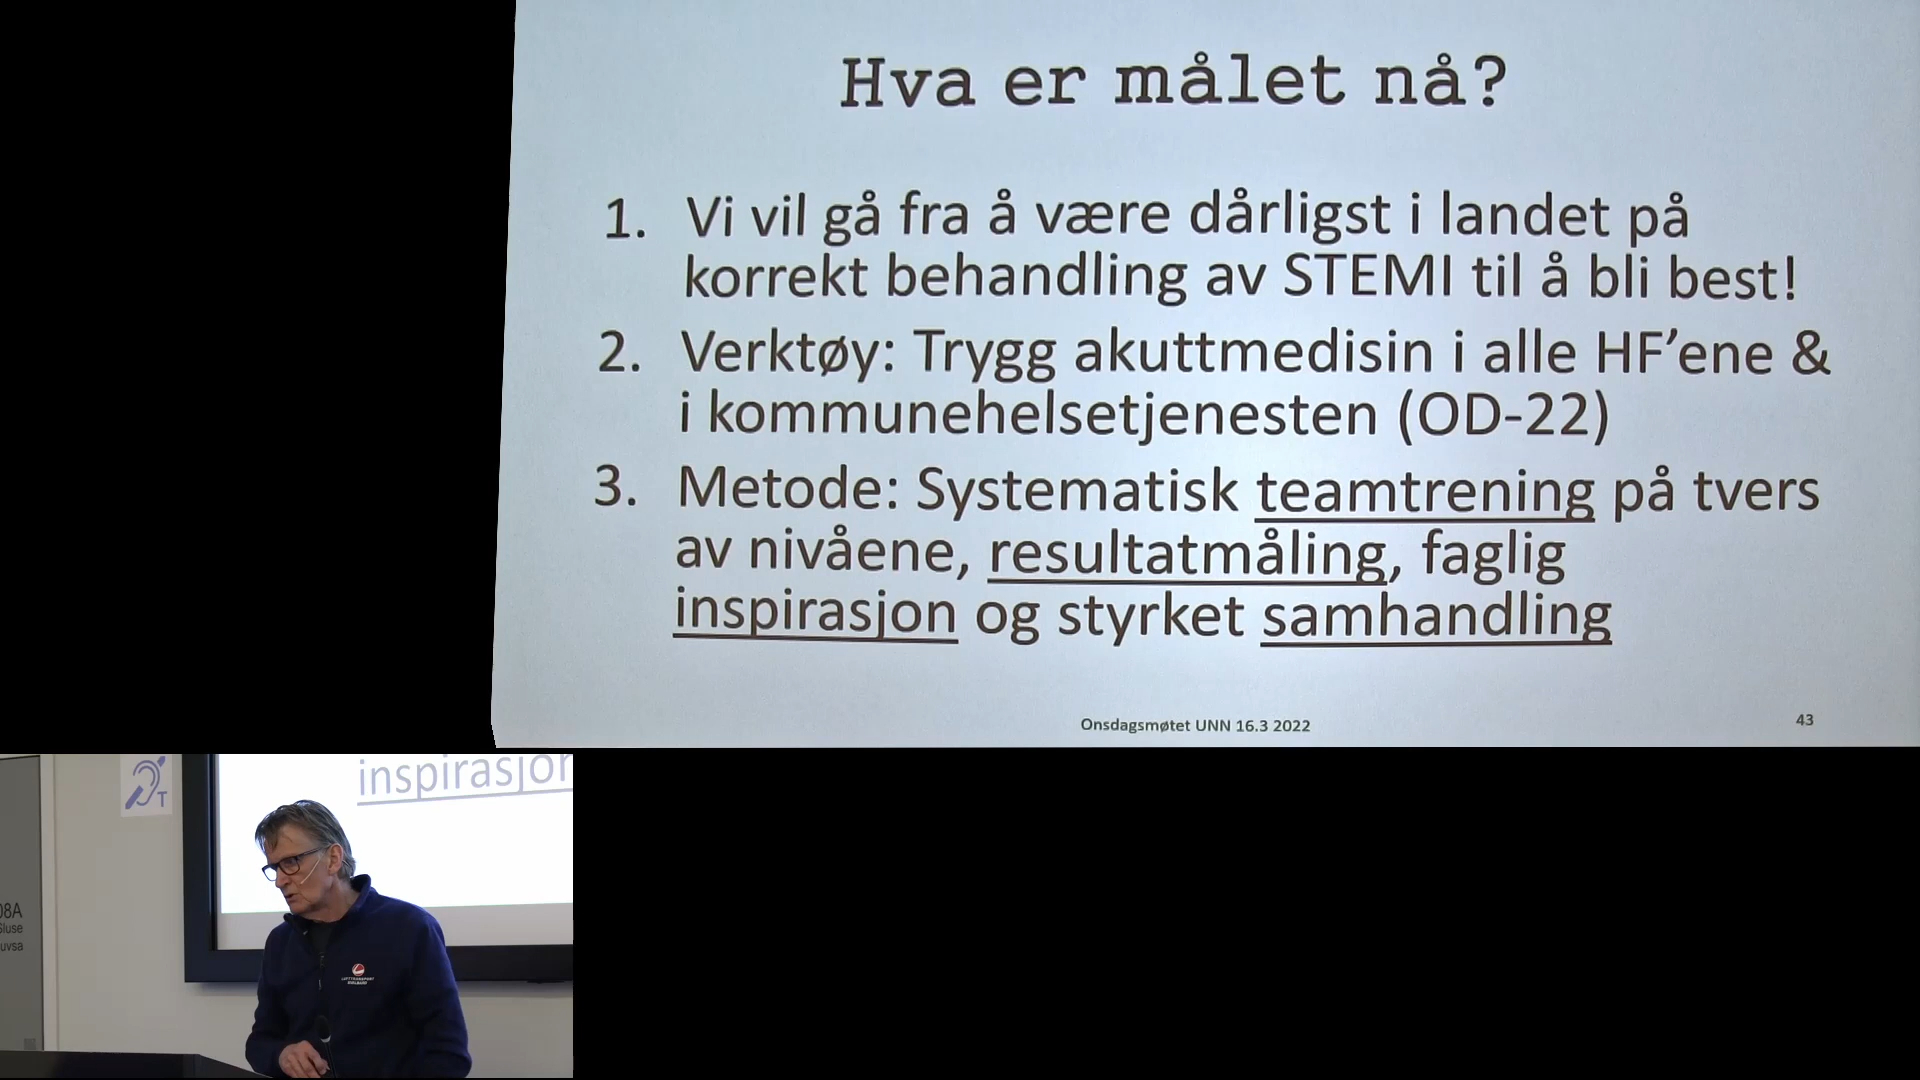 Hva er målet nå?
1. Vi vil gå fra å være dårligst i landet på
korrekt behandling av STEMI til å bli best!
2. Verktøy: Trygg akuttmedisin i alle HF’ene &
i kommunehelsetjenesten (OD-22)
3. Metode: Systematisk teamtrening på tvers
av nivåene, resultatmåling, faglig
inspirasjon og styrket samhandling
Onsdagsmøtet UNN 16.3 2022
43
T
inspirasjon
08A